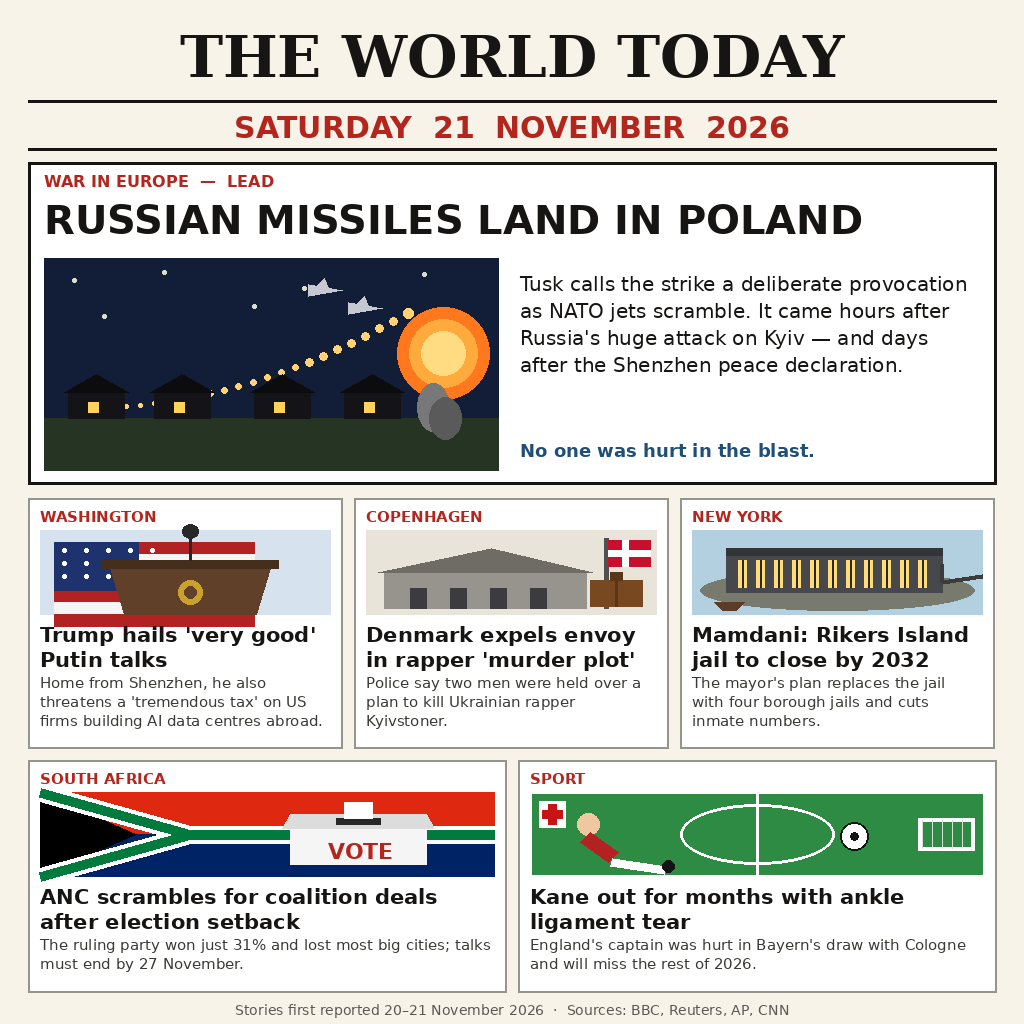 THE WORLD TODAY
SATURDAY 21 NOVEMBER 2026
WAR IN EUROPE — LEAD
RUSSIAN MISSILES LAND IN POLAND
Tusk calls the strike a deliberate provocation
as NATO jets scramble. It came hours after
Russia's huge attack on Kyiv — and days
after the Shenzhen peace declaration.
No one was hurt in the blast.
WASHINGTON
Trump hails 'very good'
Putin talks
Home from Shenzhen, he also
threatens a 'tremendous tax' on US
firms building AI data centres abroad.
COPENHAGEN
Denmark expels envoy
in rapper 'murder plot'
Police say two men were held over a
plan to kill Ukrainian rapper
Kyivstoner.
NEW YORK
Mamdani: Rikers Island
jail to close by 2032
The mayor's plan replaces the jail
with four borough jails and cuts
inmate numbers.
SOUTH AFRICA
VOTE
ANC scrambles for coalition deals
after election setback
The ruling party won just 31% and lost most big cities; talks
must end by 27 November.
SPORT
Kane out for months with ankle
ligament tear
England's captain was hurt in Bayern's draw with Cologne
and will miss the rest of 2026.
Stories first reported 20–21 November 2026 · Sources: BBC, Reuters, AP, CNN